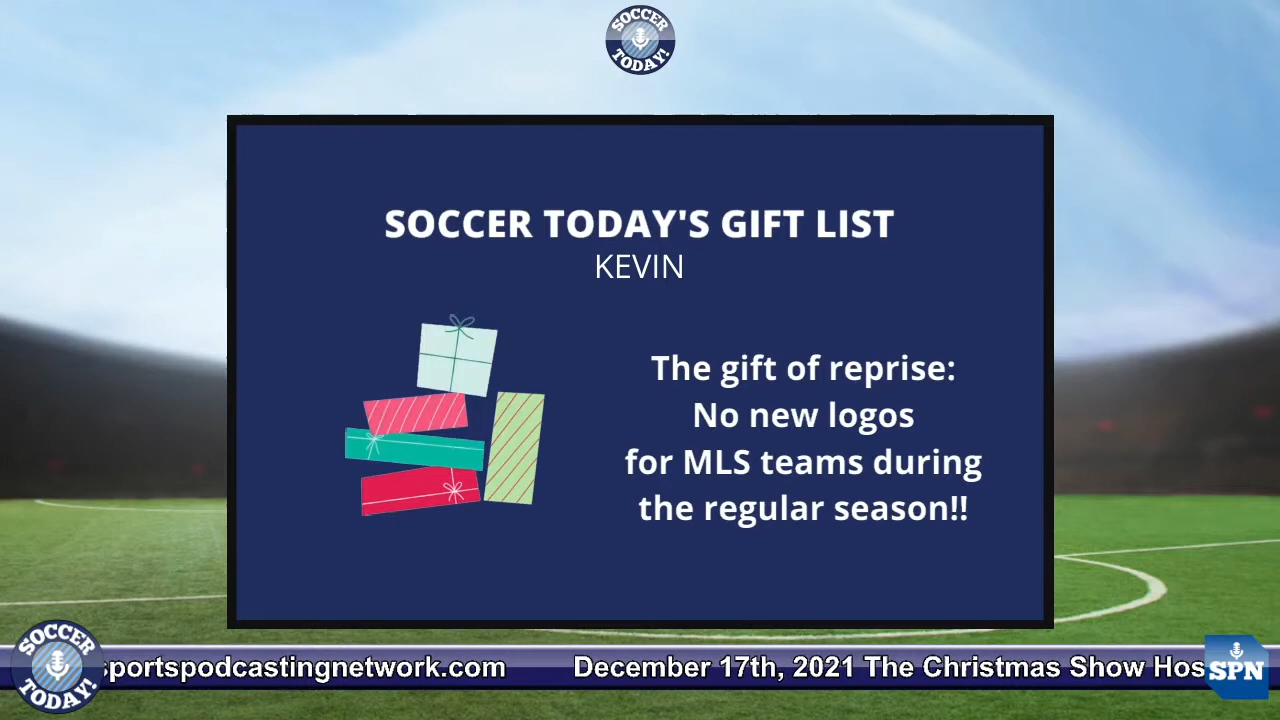 SOCCER
TODAY!
SOCCER TODAY'S GIFT LIST
KEVIN
The gift of reprise:
No new logos
for MLS teams during
the regular season!!
SOCCER
TODAY!
sportspodcastingnetwork.com December 17th, 2021 The Christmas Show Hos
SPN